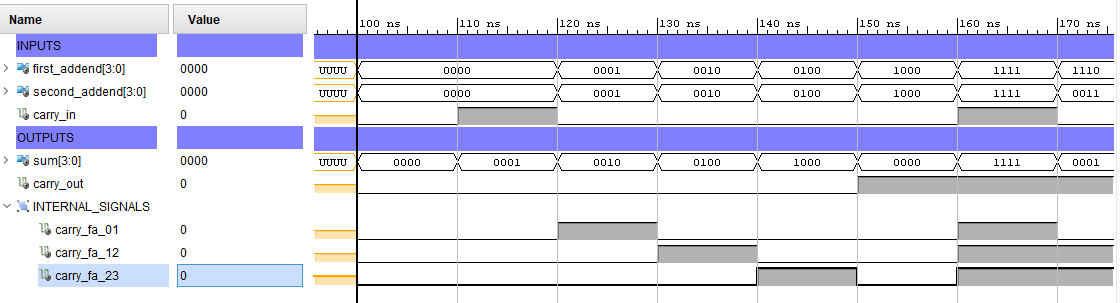 Name Value 100 ns 110 ns 120 ns 130 ns 140 ns 150 ns 160 ns 170 ns
INPUTS
first_addend[3:0] 0000 UUUU 0000 0001 0010 0100 1000 1111 1110
second_addend[3:0] 0000 UUUU 0000 0001 0010 0100 1000 1111 0011
carry_in 0
OUTPUTS
sum[3:0] 0000 UUUU 0000 0001 0010 0100 1000 0000 1111 0001
carry_out 0
INTERNAL_SIGNALS
carry_fa_01 0
carry_fa_12 0
carry_fa_23 0